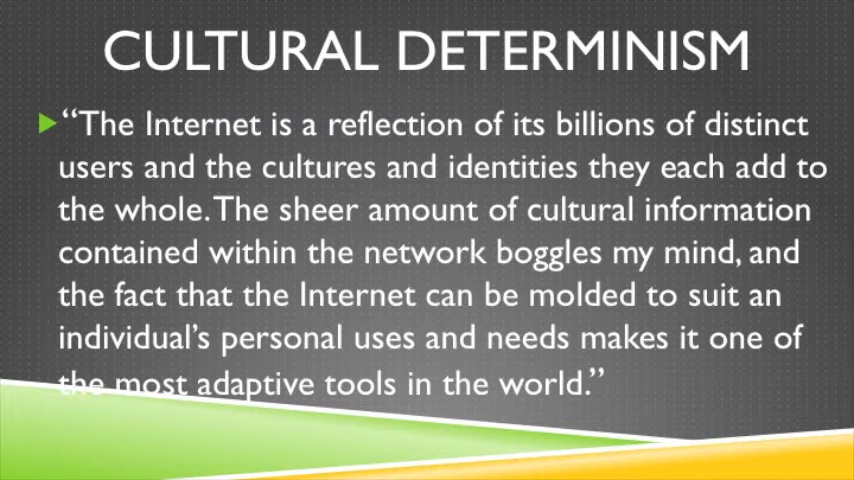 CULTURAL DETERMINISM
“The Internet is a reflection of its billions of distinct
users and the cultures and identities they each add to
the whole. The sheer amount of cultural information
contained within the network boggles my mind, and
the fact that the Internet can be molded to suit an
individual’s personal uses and needs makes it one of
the most adaptive tools in the world.”